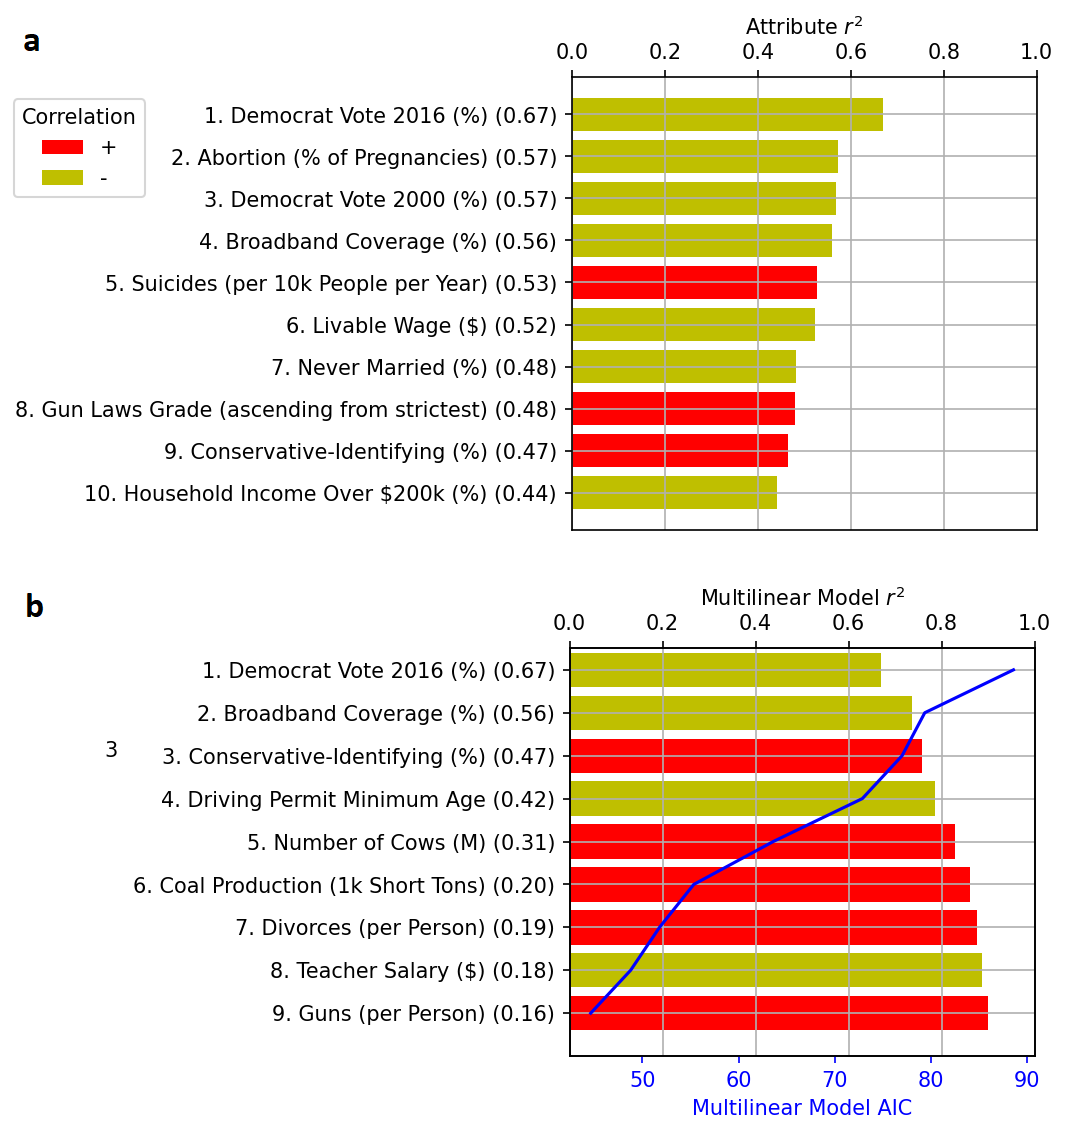 a
Attribute r²
0.0 0.2 0.4 0.6 0.8 1.0
Correlation
+
-
1. Democrat Vote 2016 (%) (0.67)
2. Abortion (% of Pregnancies) (0.57)
3. Democrat Vote 2000 (%) (0.57)
4. Broadband Coverage (%) (0.56)
5. Suicides (per 10k People per Year) (0.53)
6. Livable Wage ($) (0.52)
7. Never Married (%) (0.48)
8. Gun Laws Grade (ascending from strictest) (0.48)
9. Conservative-Identifying (%) (0.47)
10. Household Income Over $200k (%) (0.44)
b
Multilinear Model r²
0.0 0.2 0.4 0.6 0.8 1.0
1. Democrat Vote 2016 (%) (0.67)
2. Broadband Coverage (%) (0.56)
3
3. Conservative-Identifying (%) (0.47)
4. Driving Permit Minimum Age (0.42)
5. Number of Cows (M) (0.31)
6. Coal Production (1k Short Tons) (0.20)
7. Divorces (per Person) (0.19)
8. Teacher Salary ($) (0.18)
9. Guns (per Person) (0.16)
50 60 70 80 90
Multilinear Model AIC